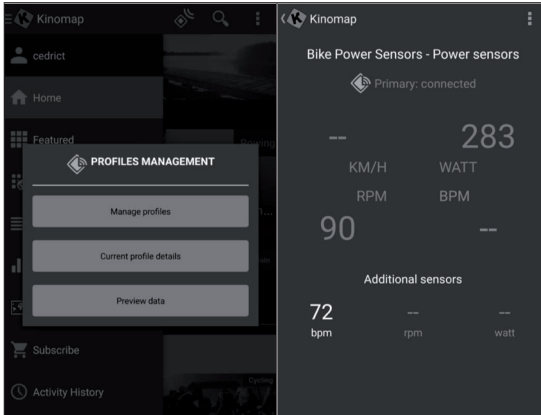 Kinomap
cedrict
Home
Featured
PROFILES MANAGEMENT
Manage profiles
Current profile details
Preview data
Subscribe
Cycling
Activity History
Kinomap
Bike Power Sensors - Power sensors
Primary: connected
-- 283
KM/H WATT
RPM BPM
90 --
Additional sensors
72 -- --
bpm rpm watt